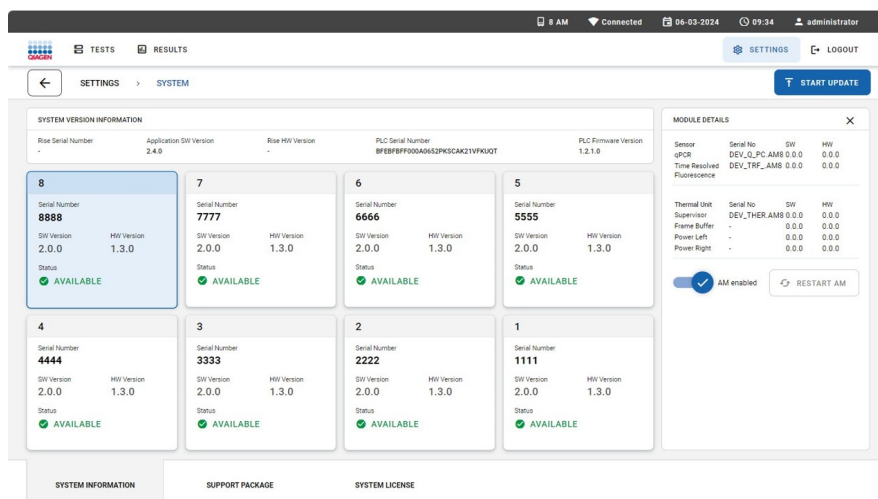 8 AM Connected 06-03-2024 09:34 administrator
QIAGEN TESTS RESULTS SETTINGS LOGOUT
SETTINGS > SYSTEM START UPDATE
SYSTEM VERSION INFORMATION
Rise Serial Number Application SW Version Rise HW Version PLC Serial Number PLC Firmware Version
- 2.4.0 - BFEBFBFF000A0652PKSCAK21VFKUQT 1.2.1.0
8
Serial Number
8888
SW Version HW Version
2.0.0 1.3.0
Status
AVAILABLE
7
Serial Number
7777
SW Version HW Version
2.0.0 1.3.0
Status
AVAILABLE
6
Serial Number
6666
SW Version HW Version
2.0.0 1.3.0
Status
AVAILABLE
5
Serial Number
5555
SW Version HW Version
2.0.0 1.3.0
Status
AVAILABLE
4
Serial Number
4444
SW Version HW Version
2.0.0 1.3.0
Status
AVAILABLE
3
Serial Number
3333
SW Version HW Version
2.0.0 1.3.0
Status
AVAILABLE
2
Serial Number
2222
SW Version HW Version
2.0.0 1.3.0
Status
AVAILABLE
1
Serial Number
1111
SW Version HW Version
2.0.0 1.3.0
Status
AVAILABLE
MODULE DETAILS
Sensor Serial No SW HW
qPCR DEV_Q_PC.AM8 0.0.0 0.0.0
Time Resolved DEV_TRF_.AM8 0.0.0 0.0.0
Fluorescence
Thermal Unit Serial No SW HW
Supervisor DEV_THER.AM8 0.0.0 0.0.0
Frame Buffer - 0.0.0 0.0.0
Power Left - 0.0.0 0.0.0
Power Right - 0.0.0 0.0.0
AM enabled RESTART AM
SYSTEM INFORMATION SUPPORT PACKAGE SYSTEM LICENSE